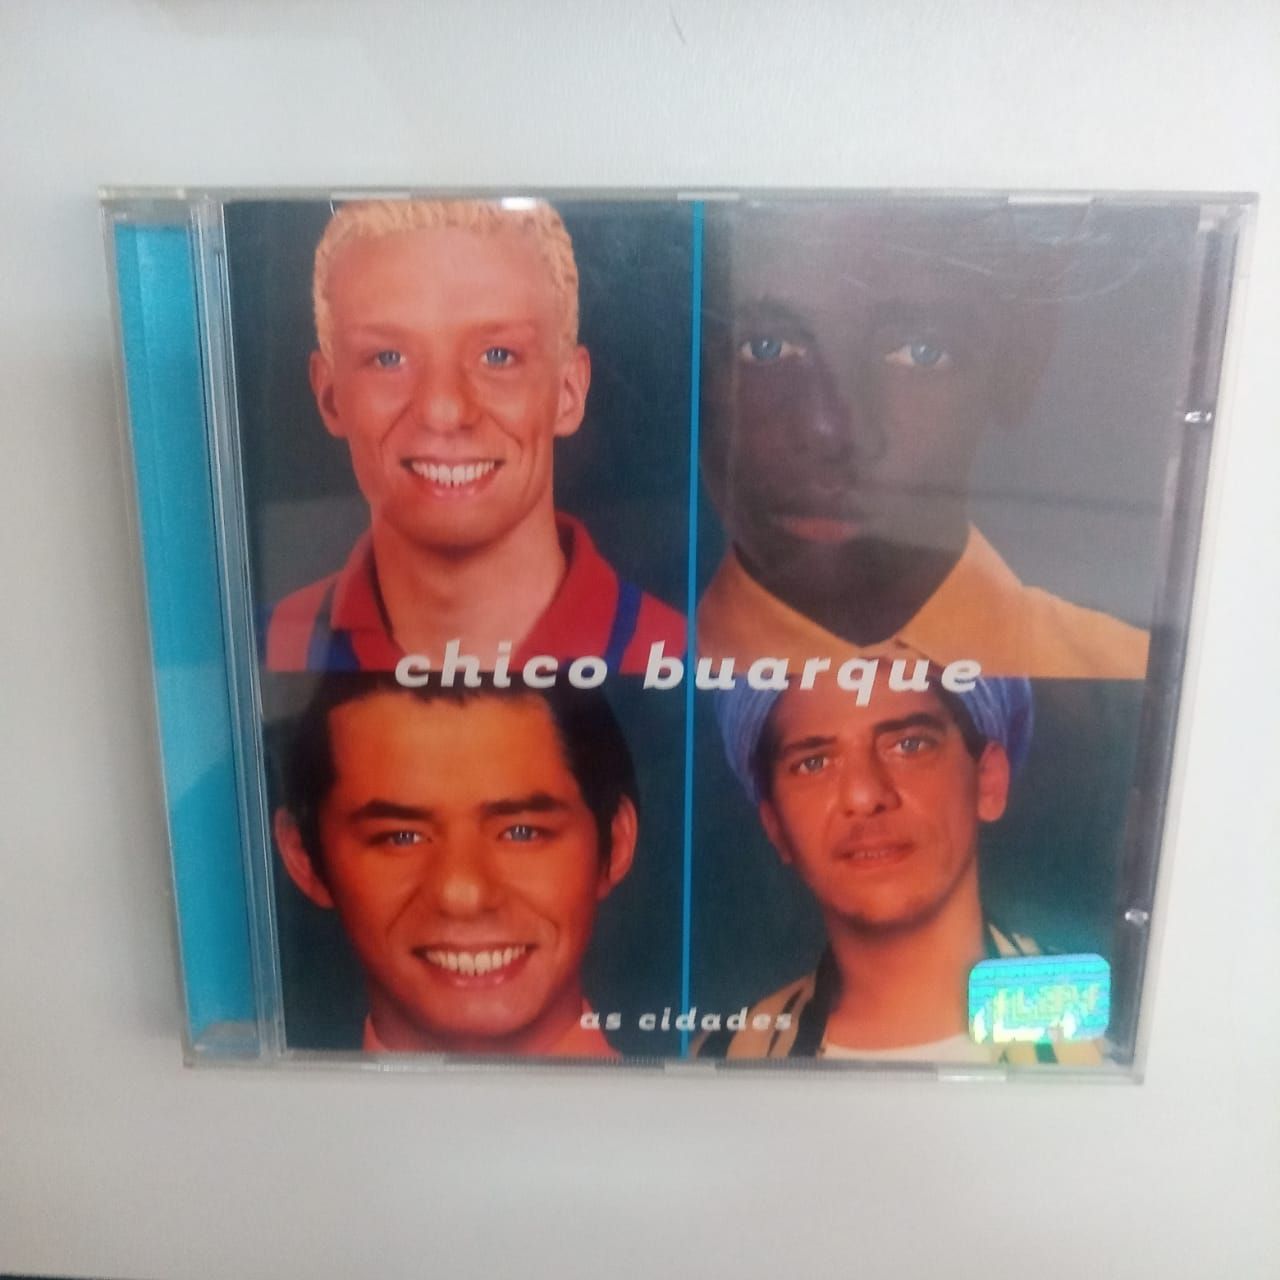 chico buarque
as cidades